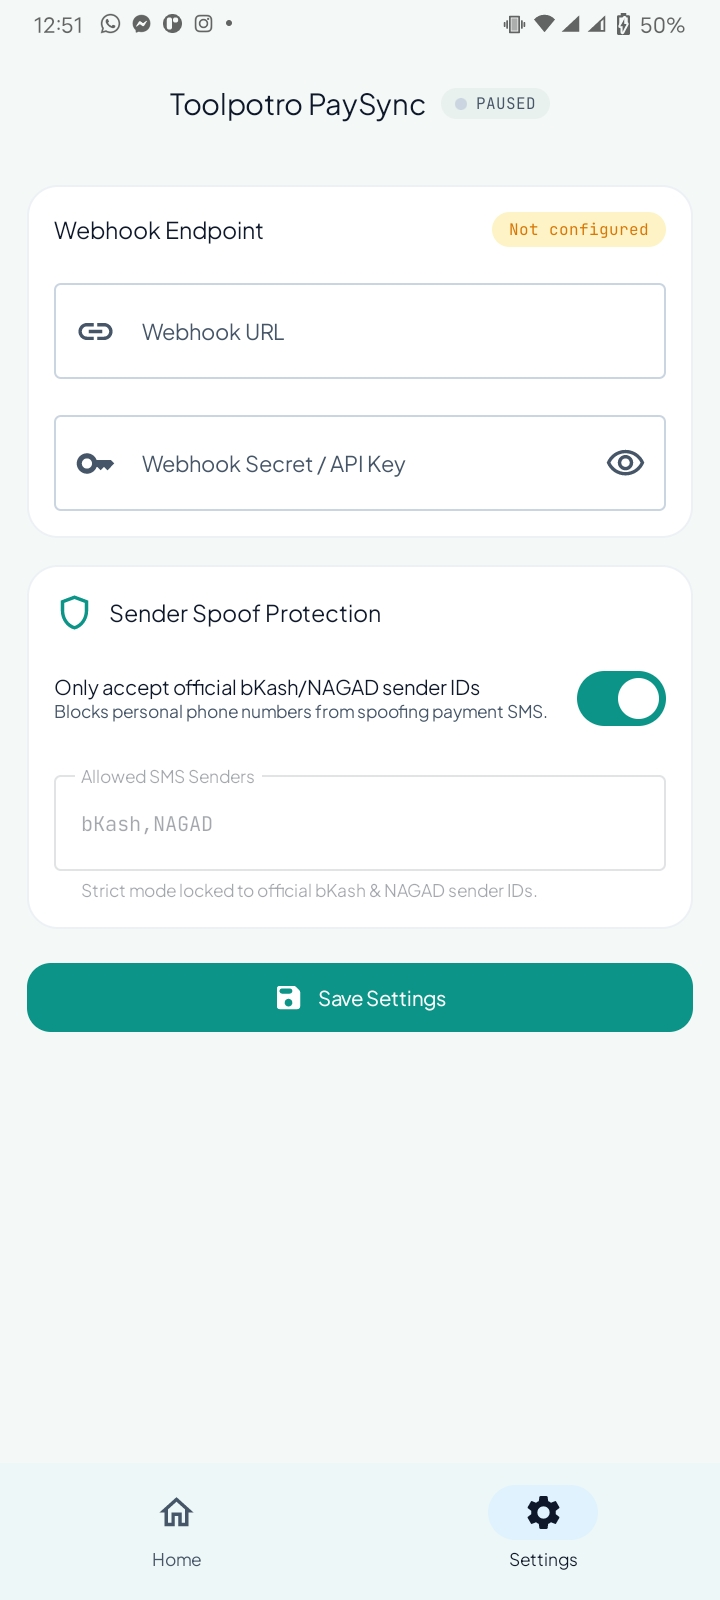 12:51
50%
Toolpotro PaySync
PAUSED
Webhook Endpoint
Not configured
Webhook URL
Webhook Secret / API Key
Sender Spoof Protection
Only accept official bKash/NAGAD sender IDs
Blocks personal phone numbers from spoofing payment SMS.
Allowed SMS Senders
bKash,NAGAD
Strict mode locked to official bKash & NAGAD sender IDs.
Save Settings
Home
Settings